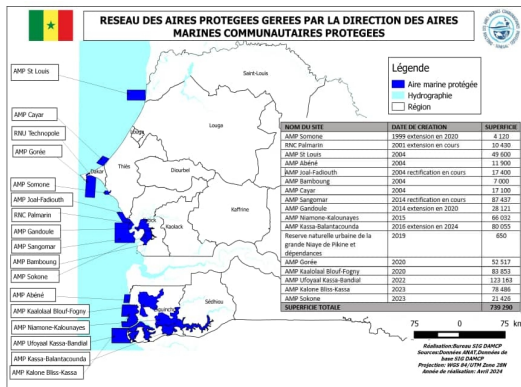 RESEAU DES AIRES PROTEGEES GEREES PAR LA DIRECTION DES AIRES
MARINES COMMUNAUTAIRES PROTEGEES
AMP St Louis
AMP Cayar
RNU Technopole
AMP Gorée
AMP Somone
AMP Joal-Fadiouth
RNC Palmarin
AMP Gandoule
AMP Sangomar
AMP Bamboung
AMP Sokone
AMP Abéné
AMP Kaalolaal Blouf-Fogny
AMP Niamone-Kalounayes
AMP Ufoyaal Kassa-Bandial
AMP Kassa-Balantacounda
AMP Kalone Bliss-Kassa
Saint-Louis
Louga
Louga
Thiès
Dakar
Diourbel
Kaolack
Kaffrine
Sédhiou
Légende
Aire marine protégée
Hydrographie
Région
NOM DU SITE DATE DE CREATION SUPERFICIE
AMP Somone 1999 extension en 2020 4 120
RNC Palmarin 2001 extension en cours 10 430
AMP St Louis 2004 49 600
AMP Abéné 2004 11 900
AMP Joal-Fadiouth 2004 rectification en cours 17 400
AMP Bamboung 2004 7 000
AMP Cayar 2004 17 100
AMP Sangomar 2014 rectification en cours 87 437
AMP Gandoule 2014 extension en 2020 28 121
AMP Niamone-Kalounayes 2015 66 032
AMP Kassa-Balantacounda 2016 extension en 2024 80 055
Reserve naturelle urbaine de la 2019 650
grande Niaye de Pikine et
dépendances
AMP Gorée 2020 52 517
AMP Kaalolaal Blouf-Fogny 2020 83 853
AMP Ufoyaal Kassa-Bandial 2022 123 163
AMP Kalone Bliss-Kassa 2023 78 486
AMP Sokone 2023 21 426
SUPERFICIE TOTALE 739 290
75 0 75 km
Réalisation:Bureau SIG DAMCP
Sources:Données ANAT,Données de
base SIG DAMCP
Projection: WGS 84/UTM Zone 28N
Année de réalisation: Avril 2024